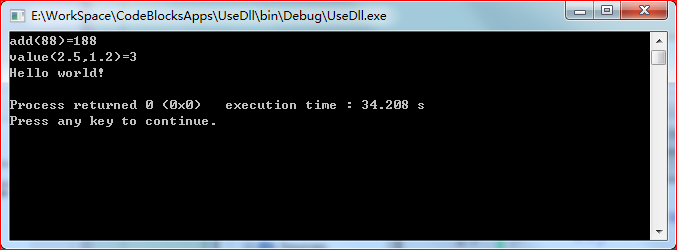 E:\WorkSpace\CodeBlocksApps\UseDll\bin\Debug\UseDll.exe
add(88)=188
value(2.5,1.2)=3
Hello world!
Process returned 0 (0x0)   execution time : 34.208 s
Press any key to continue.